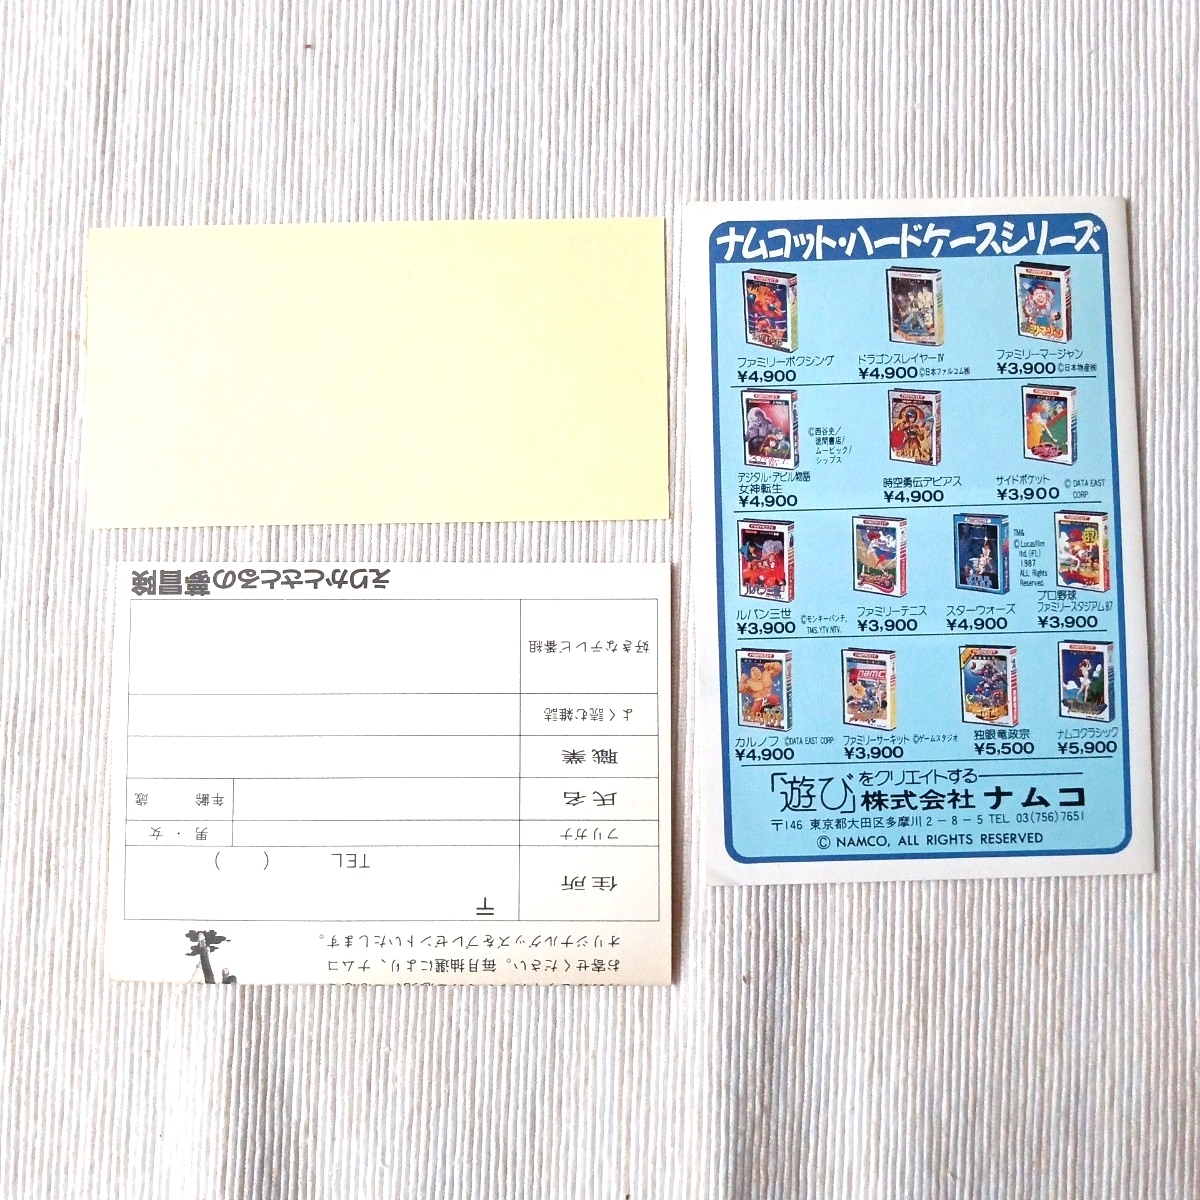 ナムコット・ハードケースシリーズ
ファミリーボクシング
¥4,900
ドラゴンスレイヤーⅣ
¥4,900 ©日本ファルコム㈱
ファミリーマージャン
¥3,900 ©日本物産㈱
デジタル・デビル物語
女神転生
¥4,900
©西谷史/
徳間書店/
ムービック/
シップス
時空勇伝デビアス
¥4,900
サイドポケット
¥3,900
©DATA EAST
CORP.
ルパン三世
¥3,900
©モンキーパンチ,
TMS.YTV.NTV.
ファミリーテニス
¥3,900
スターウォーズ
¥4,900
TM&
©Lucasfilm
ltd.(lFL)
1987
ALL Rights
Reserved.
プロ野球
ファミリースタジアム87
¥3,900
カルノフ ©DATA EAST CORP.
¥4,900
ファミリーサーキット ©ゲームスタジオ
¥3,900
独眼竜政宗
¥5,500
ナムコクラシック
¥5,900
「遊び」をクリエイトする
株式会社 ナムコ
〒146 東京都大田区多摩川2-8-5 TEL 03(756)7651
© NAMCO, ALL RIGHTS RESERVED
お寄せください。毎月抽選により、ナムコ
オリジナルグッズをプレゼントいたします。
住所
〒
TEL ( )
フリガナ
男・女
氏名
年齢 歳
職業
よく読む雑誌
好きなテレビ番組
えりかとさとるの夢冒険